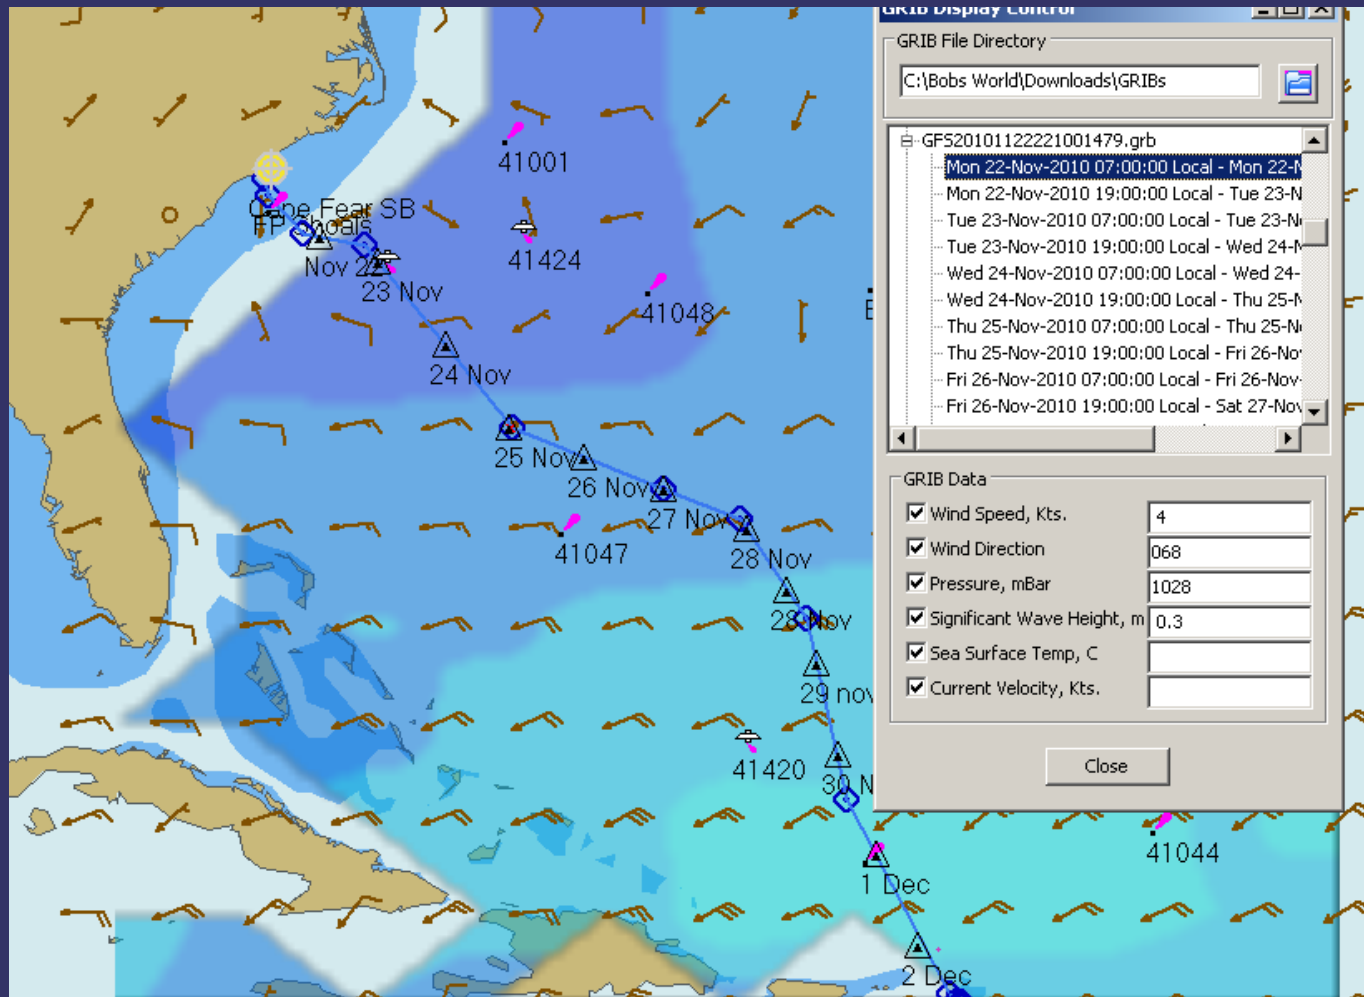 GRIB Display Control
GRIB File Directory
C:\Bobs World\Downloads\GRIBs
GFS20101122221001479.grb
Mon 22-Nov-2010 07:00:00 Local - Mon 22-N
Mon 22-Nov-2010 19:00:00 Local - Tue 23-N
Tue 23-Nov-2010 07:00:00 Local - Tue 23-N
Tue 23-Nov-2010 19:00:00 Local - Wed 24-N
Wed 24-Nov-2010 07:00:00 Local - Wed 24-
Wed 24-Nov-2010 19:00:00 Local - Thu 25-N
Thu 25-Nov-2010 07:00:00 Local - Thu 25-N
Thu 25-Nov-2010 19:00:00 Local - Fri 26-Nov
Fri 26-Nov-2010 07:00:00 Local - Fri 26-Nov-
Fri 26-Nov-2010 19:00:00 Local - Sat 27-Nov
GRIB Data
Wind Speed, Kts. 4
Wind Direction 068
Pressure, mBar 1028
Significant Wave Height, m 0.3
Sea Surface Temp, C
Current Velocity, Kts.
Close
41001
Cape Fear SB
FP Shoals
41424
Nov 22
23 Nov
41048
24 Nov
25 Nov
26 Nov
27 Nov
41047
28 Nov
28 Nov
29 nov
41420
30 N
41044
1 Dec
2 Dec